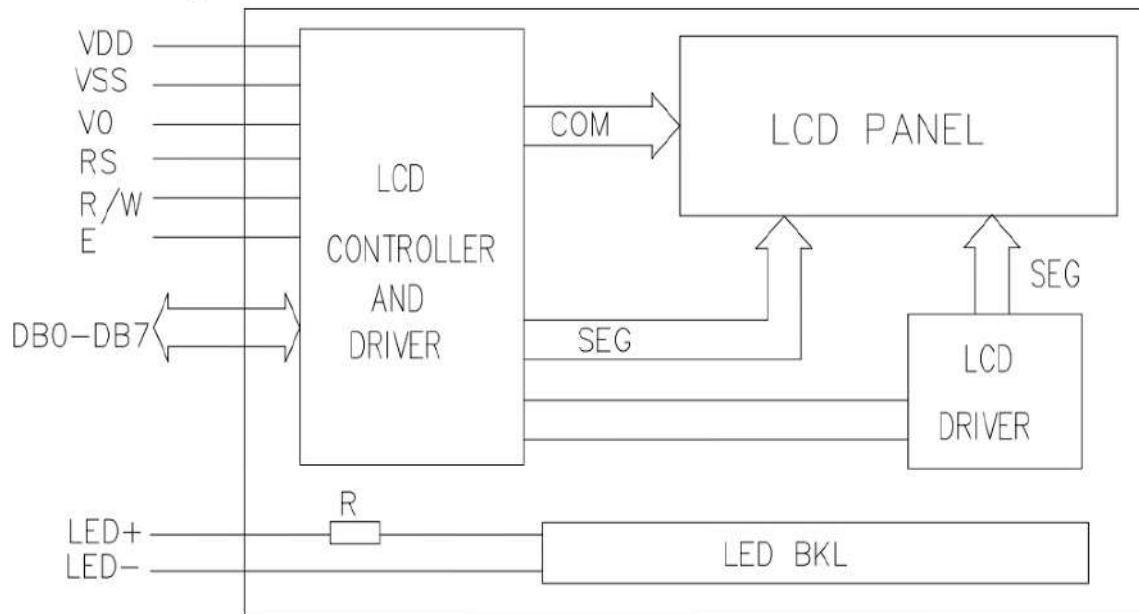 VDD
VSS
V0
RS
R/W
E
DB0-DB7
LED+
LED-
LCD
CONTROLLER
AND
DRIVER
COM
SEG
LCD PANEL
SEG
LCD
DRIVER
R
LED BKL